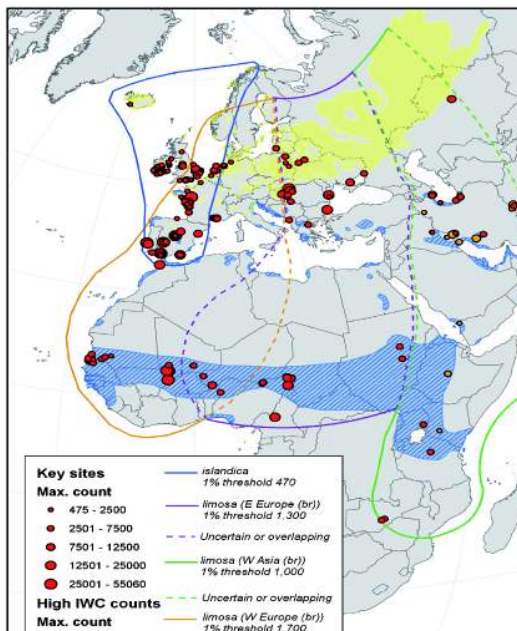 Key sites
Max. count
475 - 2500
2501 - 7500
7501 - 12500
12501 - 25000
25001 - 55060
High IWC counts
Max. count
islandica
1% threshold 470
limosa (E Europe (br))
1% threshold 1,300
Uncertain or overlapping
limosa (W Asia (br))
1% threshold 1,000
Uncertain or overlapping
limosa (W Europe (br))
1% threshold 1,700